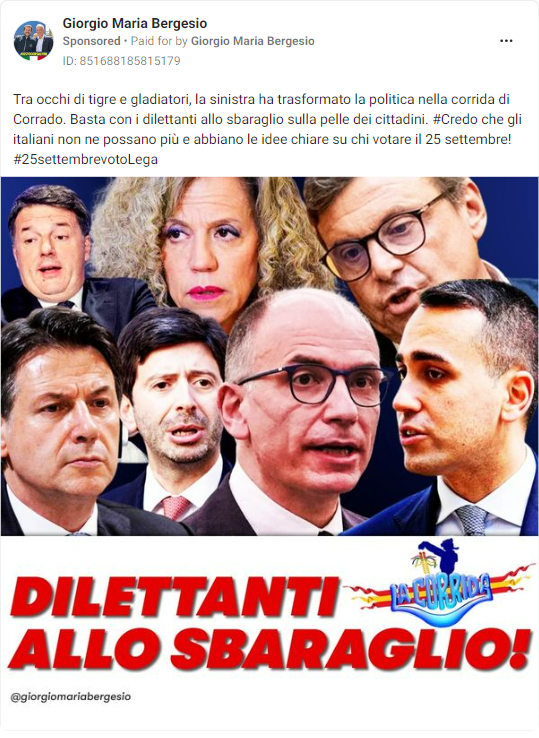 Giorgio Maria Bergesio
Sponsored • Paid for by Giorgio Maria Bergesio
ID: 851688185815179
Tra occhi di tigre e gladiatori, la sinistra ha trasformato la politica nella corrida di
Corrado. Basta con i dilettanti allo sbaraglio sulla pelle dei cittadini. #Credo che gli
italiani non ne possano più e abbiano le idee chiare su chi votare il 25 settembre!
#25settembrevotoLega
DILETTANTI
LA CORRIDA
ALLO SBARAGLIO!
@giorgiomariabergesio